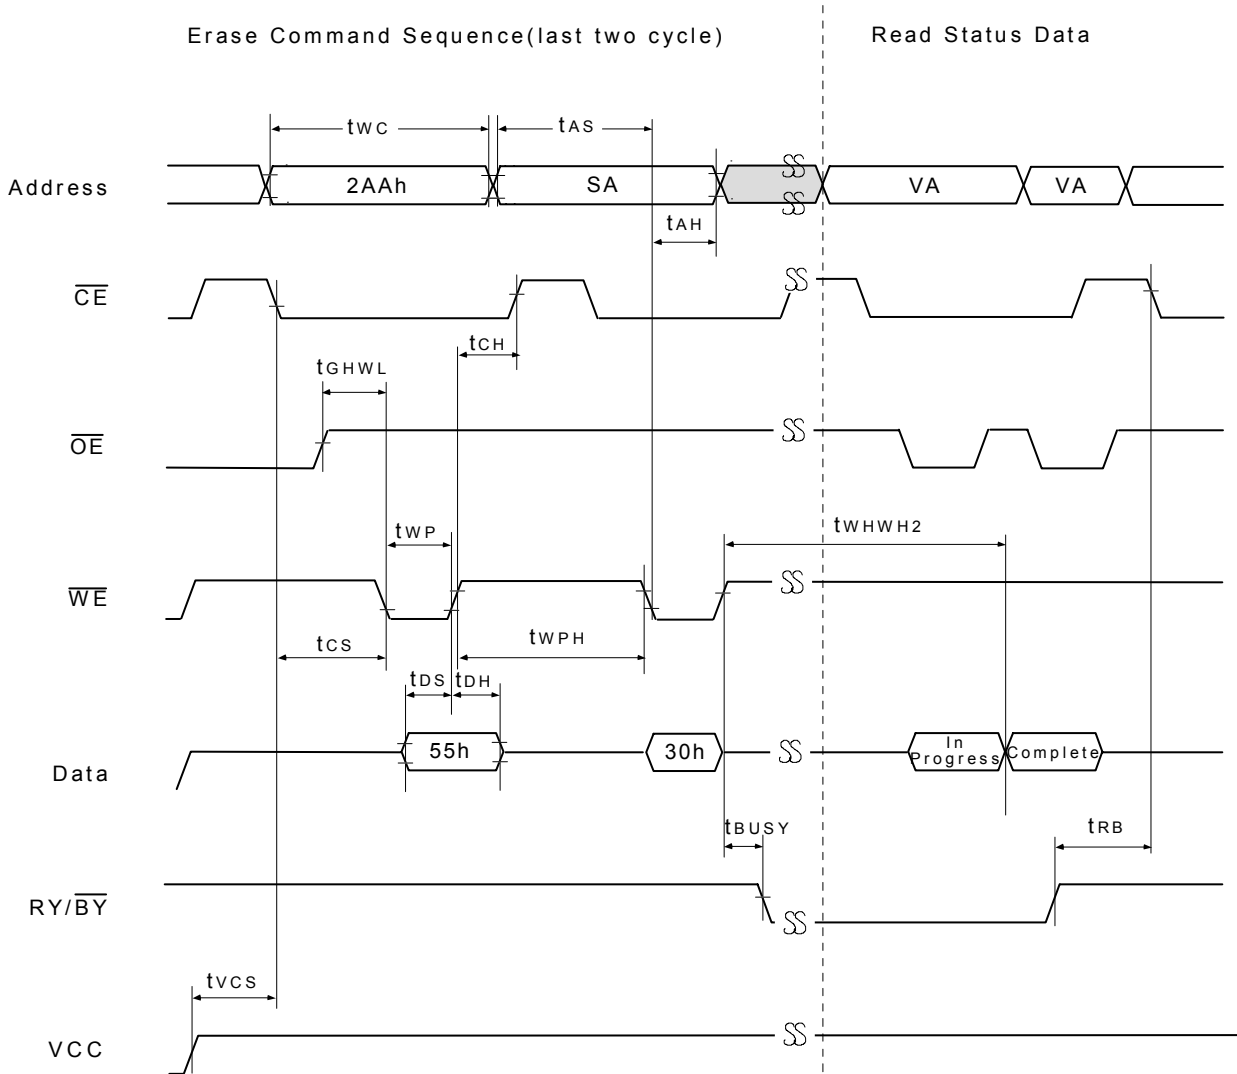 Erase Command Sequence(last two cycle) Read Status Data
tWC tAS
Address 2AAh SA VA VA
tAH
CE
tCH
tGHWL
OE
tWP tWHWH2
WE
tCS tWPH
tDS tDH
Data 55h 30h In Progress Complete
tBUSY tRB
RY/BY
tVCS
VCC